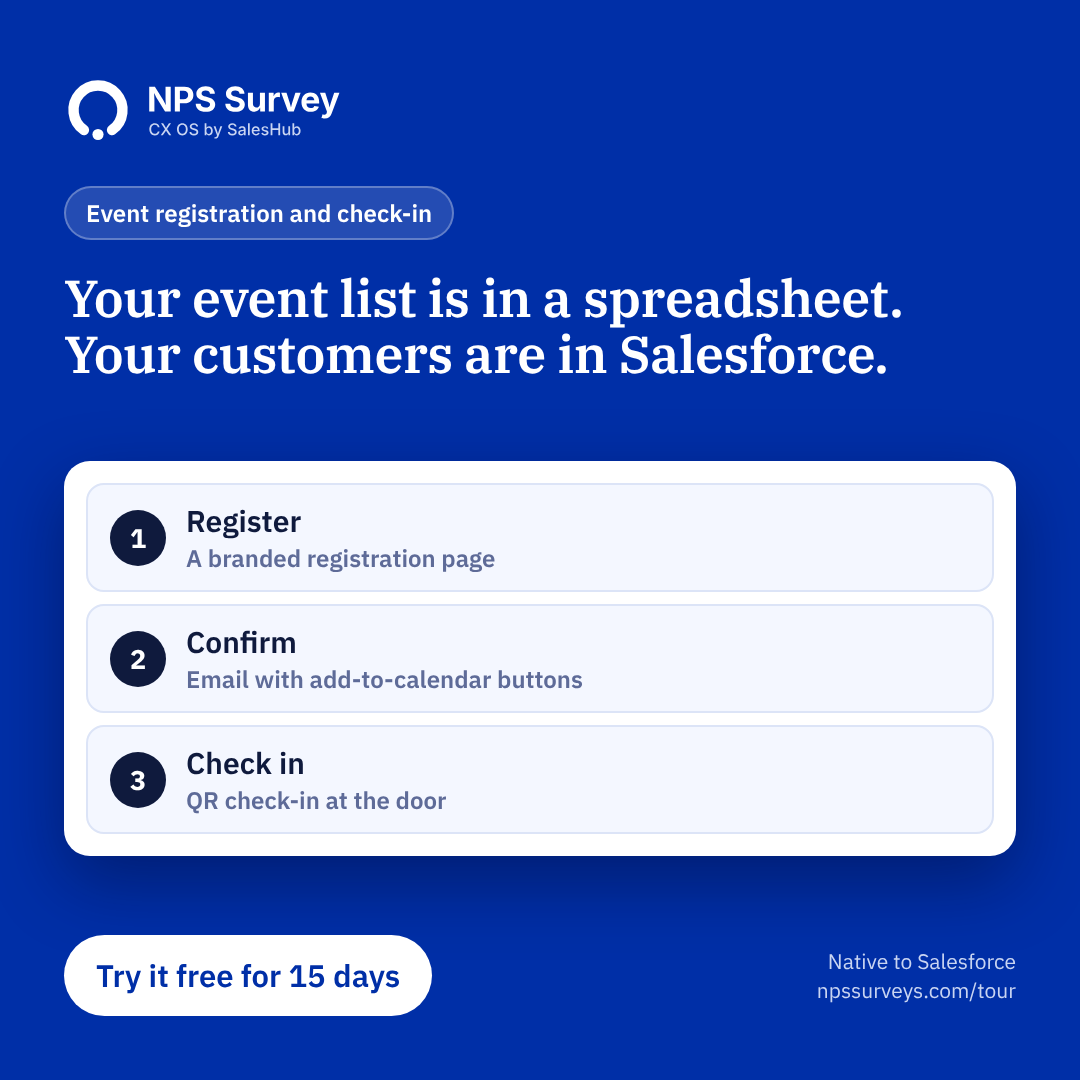 NPS Survey
CX OS by SalesHub
Event registration and check-in
Your event list is in a spreadsheet.
Your customers are in Salesforce.
1
Register
A branded registration page
2
Confirm
Email with add-to-calendar buttons
3
Check in
QR check-in at the door
Try it free for 15 days
Native to Salesforce
npssurveys.com/tour